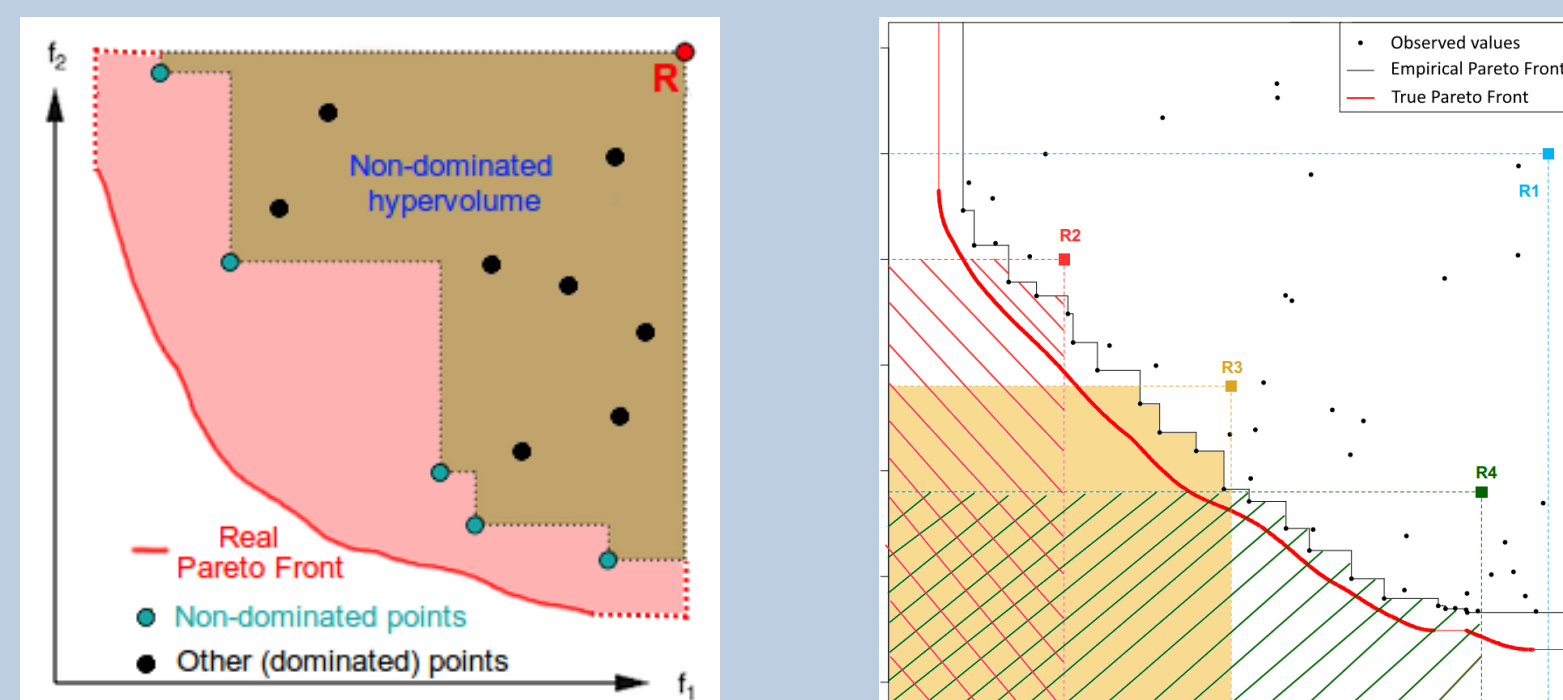 f2
R
Non-dominated
hypervolume
Real
Pareto Front
Non-dominated points
Other (dominated) points
f1
Observed values
Empirical Pareto Front
True Pareto Front
R1
R2
R3
R4